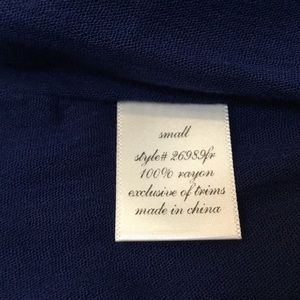 small
style# 26989fr
100% rayon
exclusive of trims
made in china